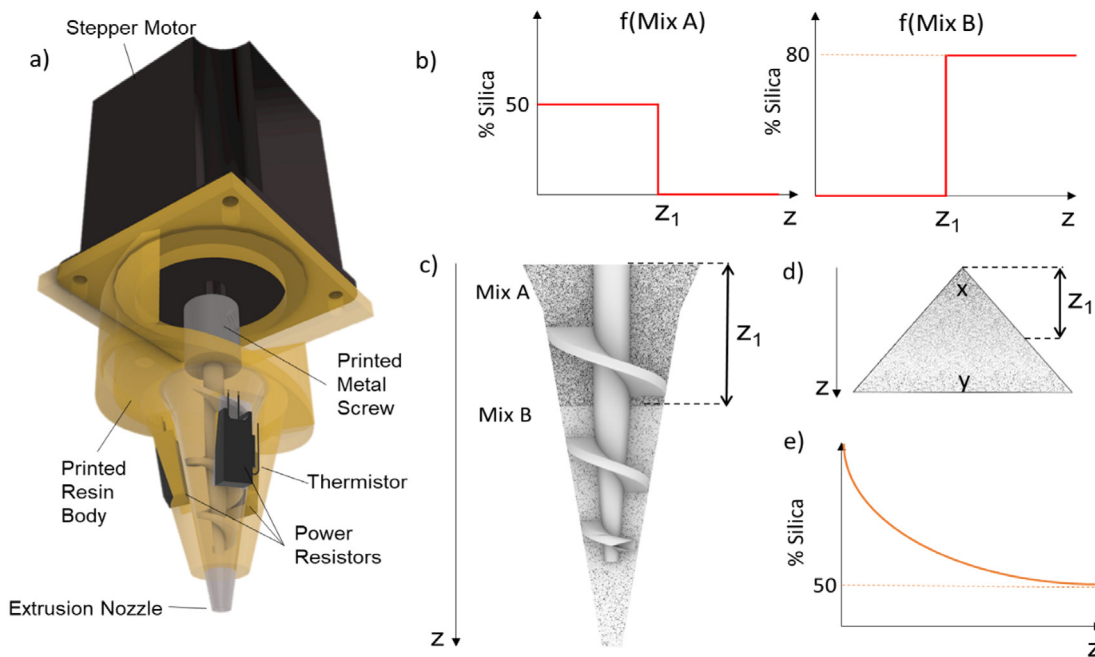 a)
Stepper Motor
Printed
Metal
Screw
Printed
Resin
Body
Thermistor
Power
Resistors
Extrusion Nozzle
b)
f(Mix A)
% Silica
50
z1
z
f(Mix B)
% Silica
80
z1
z
c)
Mix A
Mix B
z1
z
d)
x
y
z1
z
e)
% Silica
50
z